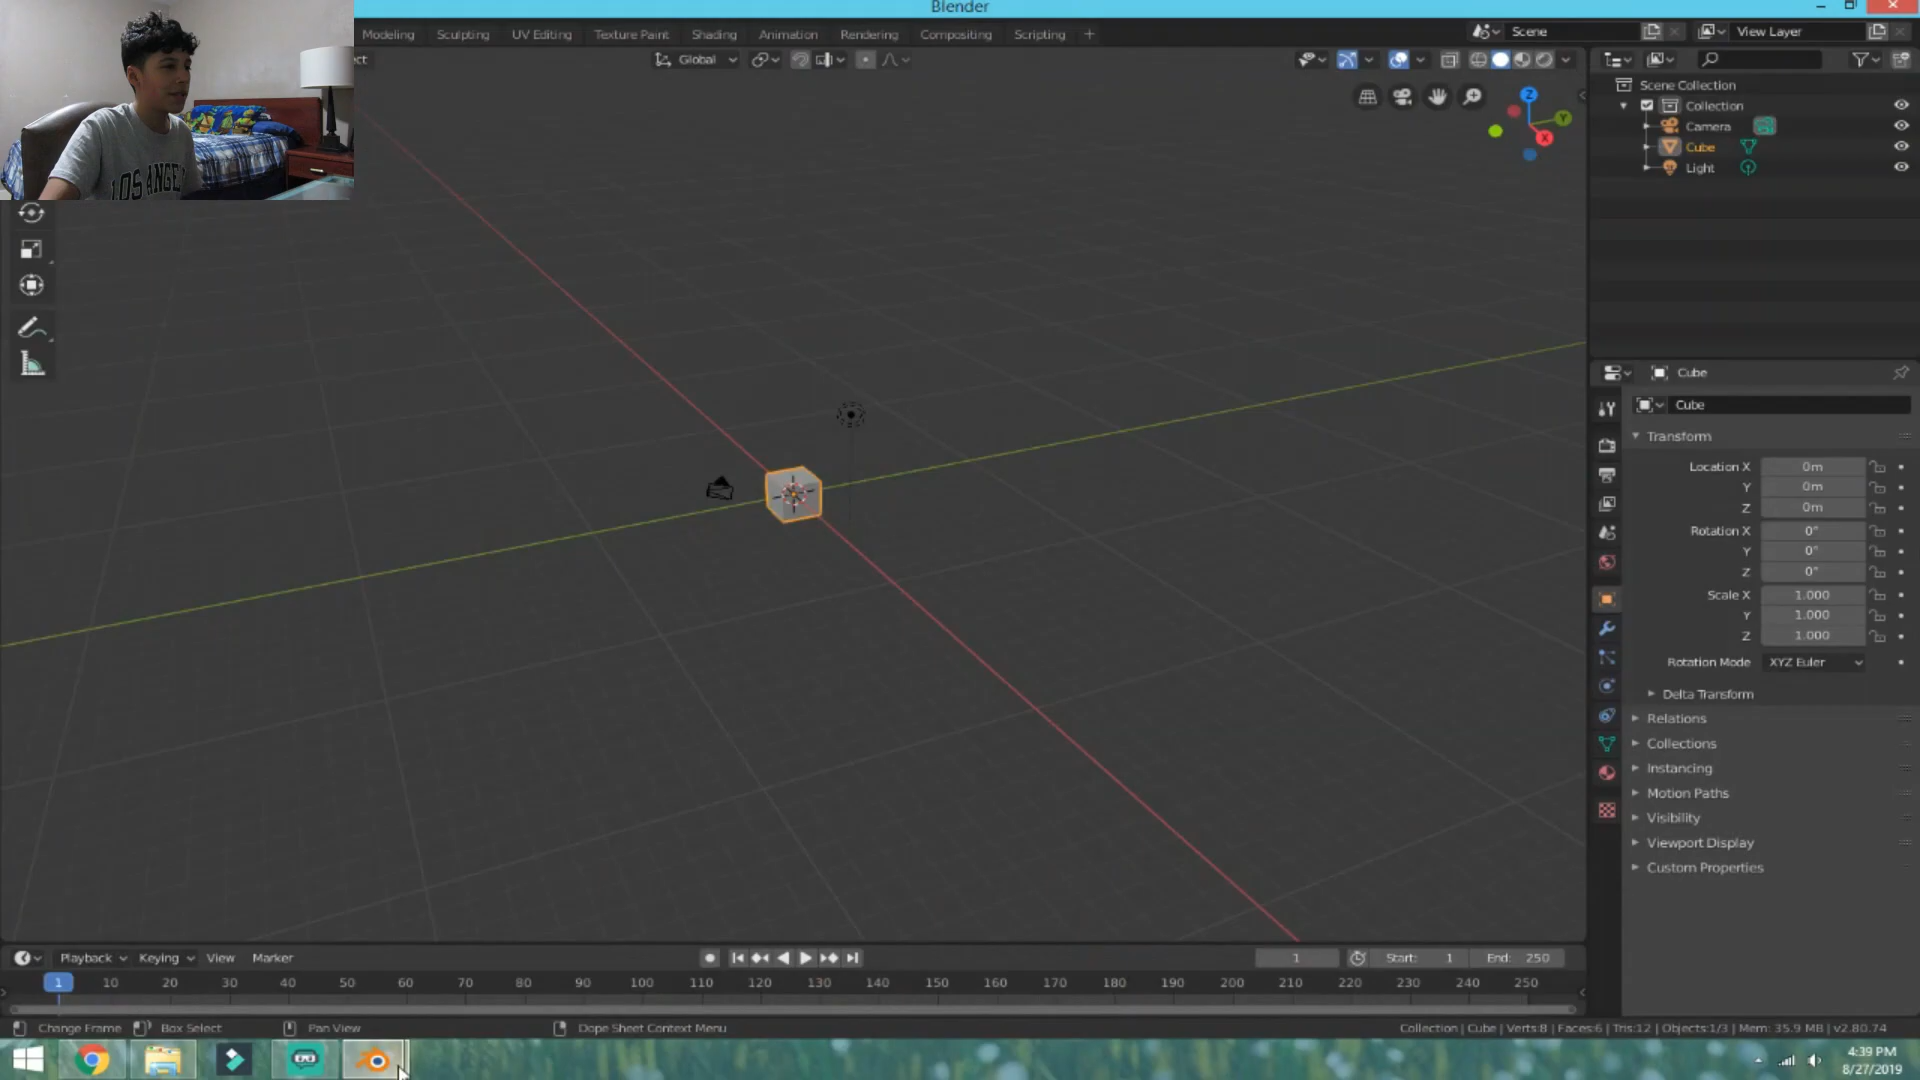 Blender
Modeling Sculpting UV Editing Texture Paint Shading Animation Rendering Compositing Scripting +
Scene
View Layer
ct
Global
Scene Collection
Collection
Camera
Cube
Light
Z
Y
X
LOS ANGE
Cube
Cube
Transform
Location X 0m
Y 0m
Z 0m
Rotation X 0°
Y 0°
Z 0°
Scale X 1.000
Y 1.000
Z 1.000
Rotation Mode XYZ Euler
Delta Transform
Relations
Collections
Instancing
Motion Paths
Visibility
Viewport Display
Custom Properties
Playback Keying View Marker
1 Start: 1 End: 250
1 10 20 30 40 50 60 70 80 90 100 110 120 130 140 150 160 170 180 190 200 210 220 230 240 250
Change Frame Box Select Pan View Dope Sheet Context Menu
Collection | Cube | Verts:8 | Faces:6 | Tris:12 | Objects:1/3 | Mem: 35.9 MB | v2.80.74
4:39 PM
8/27/2019